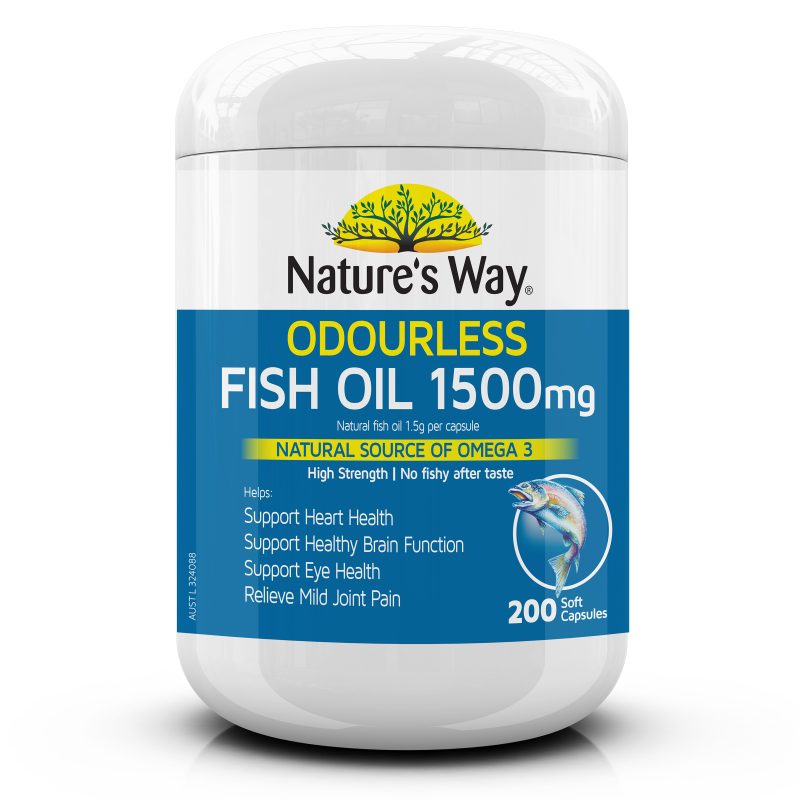 Nature's Way®
ODOURLESS
FISH OIL 1500mg
Natural fish oil 1.5g per capsule
NATURAL SOURCE OF OMEGA 3
High Strength | No fishy after taste
Helps:
Support Heart Health
Support Healthy Brain Function
Support Eye Health
Relieve Mild Joint Pain
200 Soft Capsules
AUST L 324088